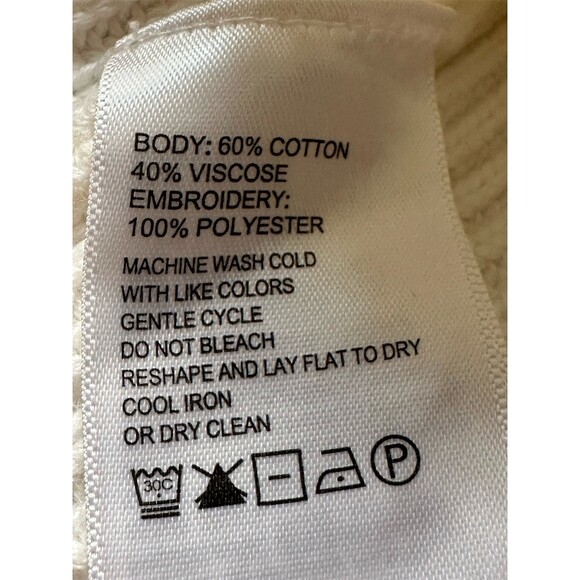 BODY: 60% COTTON
40% VISCOSE
EMBROIDERY:
100% POLYESTER
MACHINE WASH COLD
WITH LIKE COLORS
GENTLE CYCLE
DO NOT BLEACH
RESHAPE AND LAY FLAT TO DRY
COOL IRON
OR DRY CLEAN
30C P